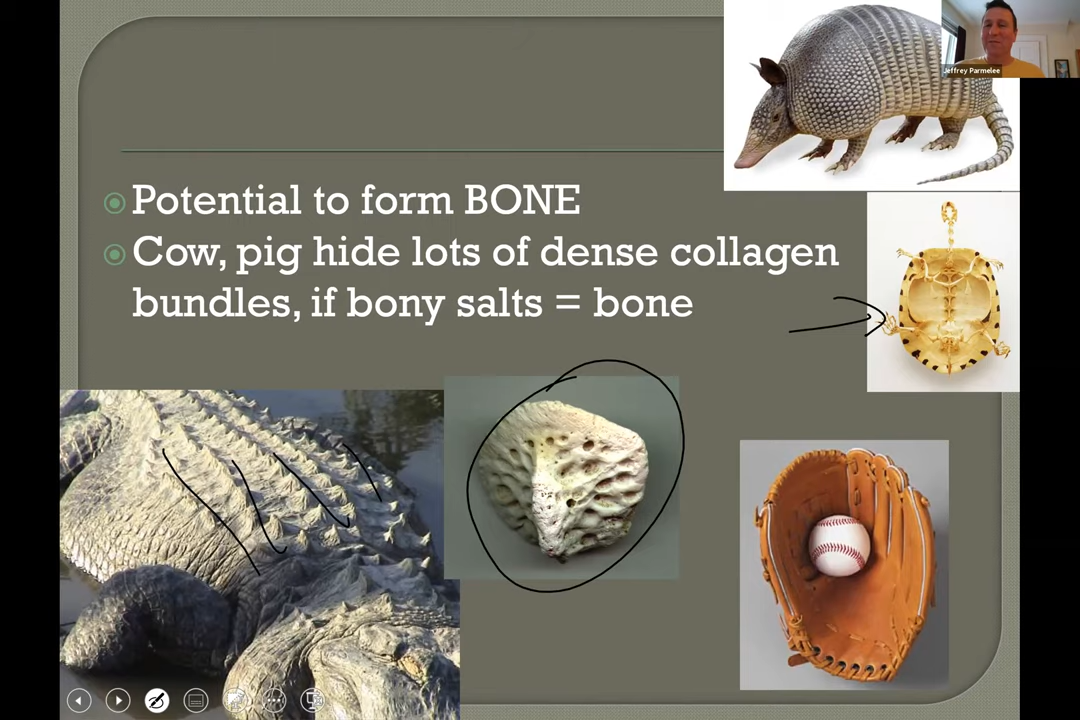 Jeffrey Parmelee
Potential to form BONE
Cow, pig hide lots of dense collagen
bundles, if bony salts = bone